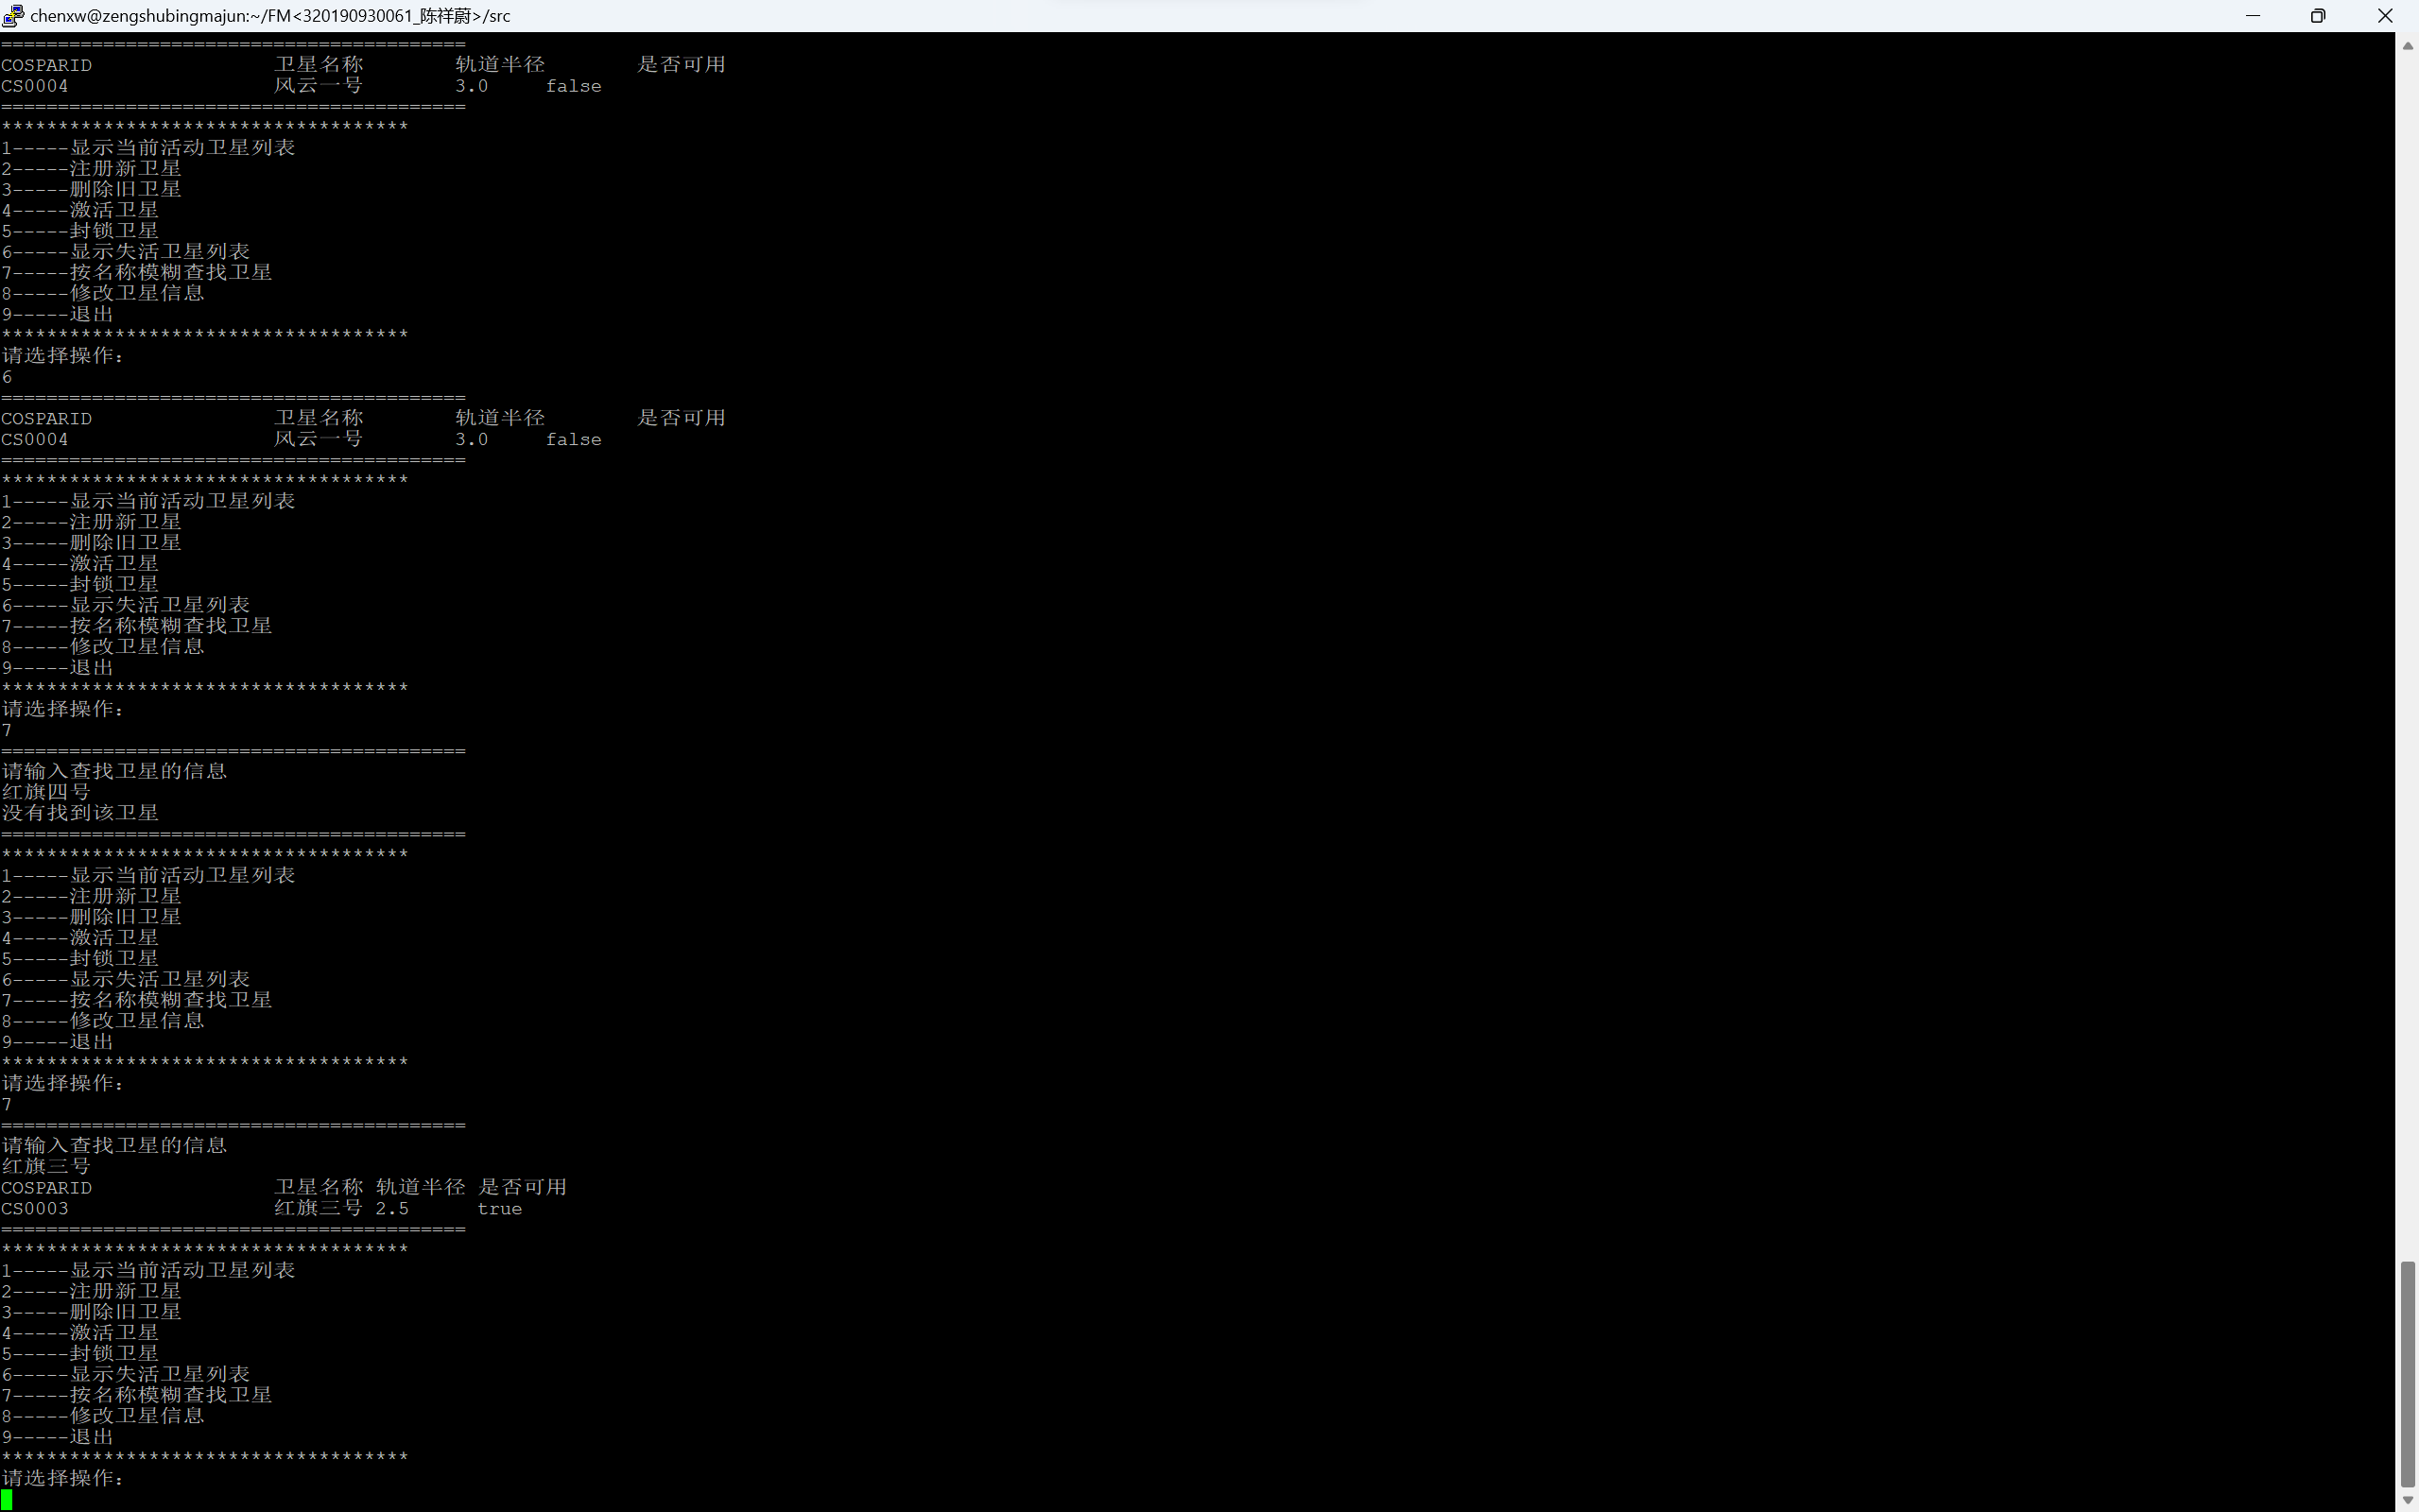 chenxw@zengshubingmajun:~/FM<320190930061_陈祥蔚>/src
=========================================
COSPARID                卫星名称        轨道半径        是否可用
CS0004                  风云一号        3.0     false
=========================================
************************************
1-----显示当前活动卫星列表
2-----注册新卫星
3-----删除旧卫星
4-----激活卫星
5-----封锁卫星
6-----显示失活卫星列表
7-----按名称模糊查找卫星
8-----修改卫星信息
9-----退出
************************************
请选择操作:
6
=========================================
COSPARID                卫星名称        轨道半径        是否可用
CS0004                  风云一号        3.0     false
=========================================
************************************
1-----显示当前活动卫星列表
2-----注册新卫星
3-----删除旧卫星
4-----激活卫星
5-----封锁卫星
6-----显示失活卫星列表
7-----按名称模糊查找卫星
8-----修改卫星信息
9-----退出
************************************
请选择操作:
7
=========================================
请输入查找卫星的信息
红旗四号
没有找到该卫星
=========================================
************************************
1-----显示当前活动卫星列表
2-----注册新卫星
3-----删除旧卫星
4-----激活卫星
5-----封锁卫星
6-----显示失活卫星列表
7-----按名称模糊查找卫星
8-----修改卫星信息
9-----退出
************************************
请选择操作:
7
=========================================
请输入查找卫星的信息
红旗三号
COSPARID                卫星名称 轨道半径 是否可用
CS0003                  红旗三号 2.5      true
=========================================
************************************
1-----显示当前活动卫星列表
2-----注册新卫星
3-----删除旧卫星
4-----激活卫星
5-----封锁卫星
6-----显示失活卫星列表
7-----按名称模糊查找卫星
8-----修改卫星信息
9-----退出
************************************
请选择操作: